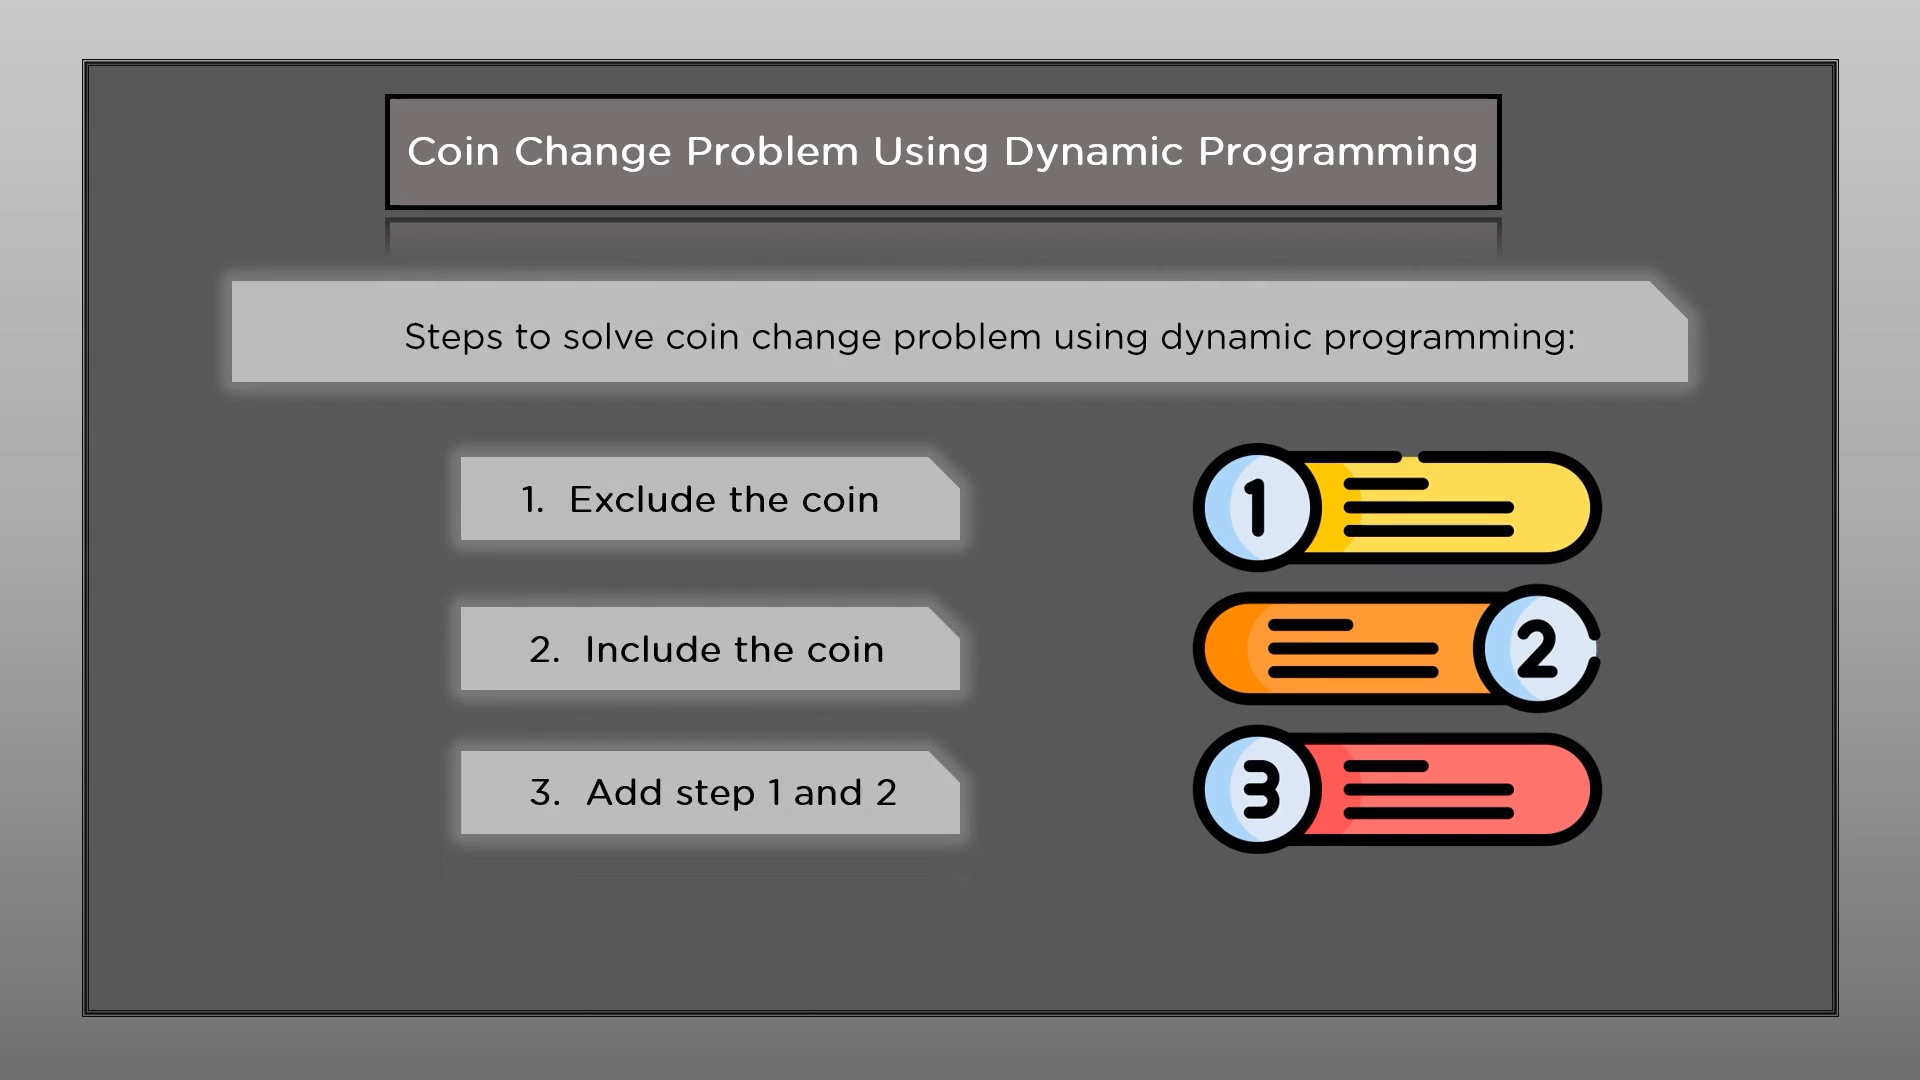 Coin Change Problem Using Dynamic Programming
Steps to solve coin change problem using dynamic programming:
1. Exclude the coin
1
2. Include the coin
2
3. Add step 1 and 2
3